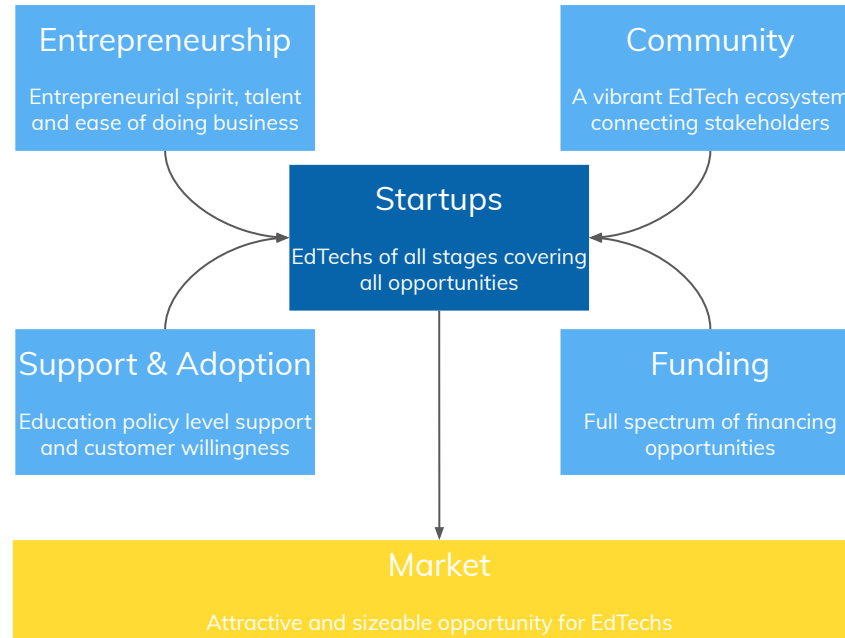 Entrepreneurship
Entrepreneurial spirit, talent
and ease of doing business
Community
A vibrant EdTech ecosystem
connecting stakeholders
Startups
EdTechs of all stages covering
all opportunities
Support & Adoption
Education policy level support
and customer willingness
Funding
Full spectrum of financing
opportunities
Market
Attractive and sizeable opportunity for EdTechs